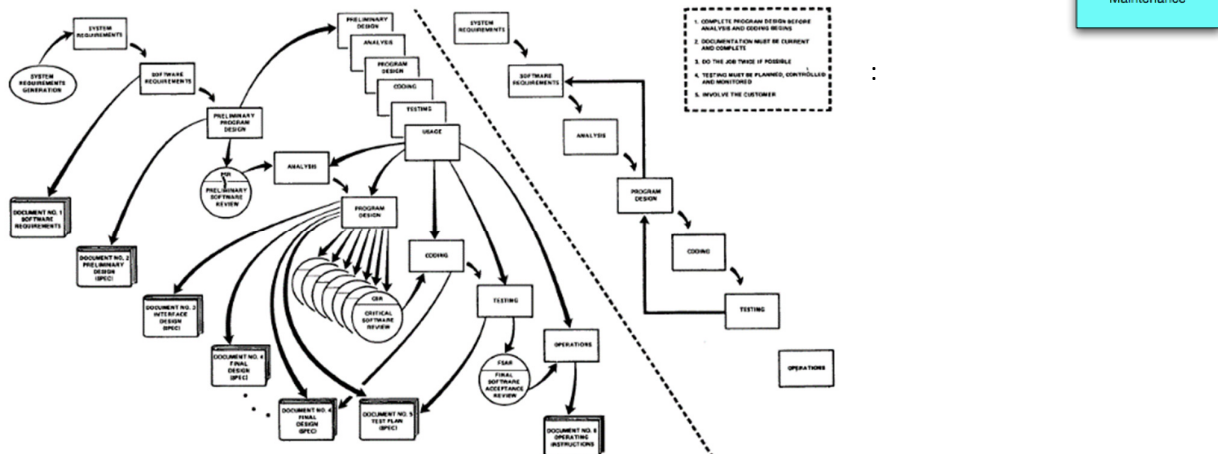 Maintenance
SYSTEM
REQUIREMENTS
SYSTEM
REQUIREMENTS
GENERATION
SOFTWARE
REQUIREMENTS
PRELIMINARY
PROGRAM
DESIGN
PRELIMINARY
DESIGN
ANALYSIS
PROGRAM
DESIGN
CODING
TESTING
USAGE
PSR
PRELIMINARY
SOFTWARE
REVIEW
ANALYSIS
PROGRAM
DESIGN
DOCUMENT NO. 1
SOFTWARE
REQUIREMENTS
DOCUMENT NO. 2
PRELIMINARY
DESIGN
(SPEC)
DOCUMENT NO. 3
INTERFACE
DESIGN
(SPEC)
DOCUMENT NO. 4
FINAL
DESIGN
(SPEC)
CSR
CRITICAL
SOFTWARE
REVIEW
CODING
TESTING
OPERATIONS
FSAR
FINAL
SOFTWARE
ACCEPTANCE
REVIEW
DOCUMENT NO. 4
FINAL
DESIGN
(SPEC)
DOCUMENT NO. 5
TEST PLAN
(SPEC)
DOCUMENT NO. 6
OPERATING
INSTRUCTIONS
SYSTEM
REQUIREMENTS
SOFTWARE
REQUIREMENTS
ANALYSIS
PROGRAM
DESIGN
CODING
TESTING
OPERATIONS
1. COMPLETE PROGRAM DESIGN BEFORE
ANALYSIS AND CODING BEGINS
2. DOCUMENTATION MUST BE CURRENT
AND COMPLETE
3. DO THE JOB TWICE IF POSSIBLE
4. TESTING MUST BE PLANNED, CONTROLLED
AND MONITORED
5. INVOLVE THE CUSTOMER
: